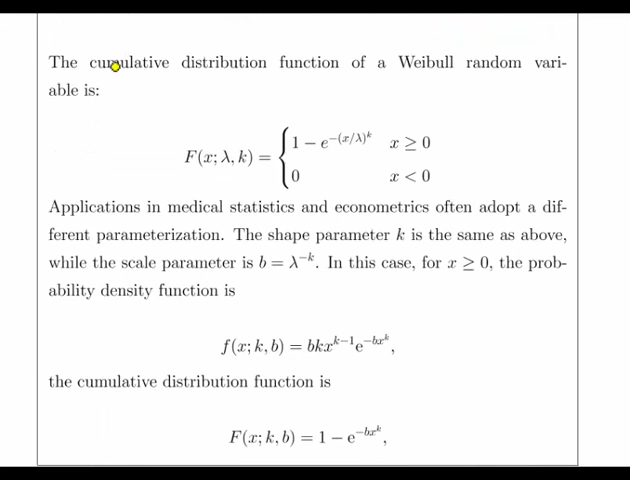 The cumulative distribution function of a Weibull random vari-
able is:
F(x; λ, k) = { 1 − e^{−(x/λ)^k}   x ≥ 0
0   x < 0
Applications in medical statistics and econometrics often adopt a dif-
ferent parameterization. The shape parameter k is the same as above,
while the scale parameter is b = λ^{−k}. In this case, for x ≥ 0, the prob-
ability density function is
f(x; k, b) = bkx^{k−1}e^{−bx^k},
the cumulative distribution function is
F(x; k, b) = 1 − e^{−bx^k},